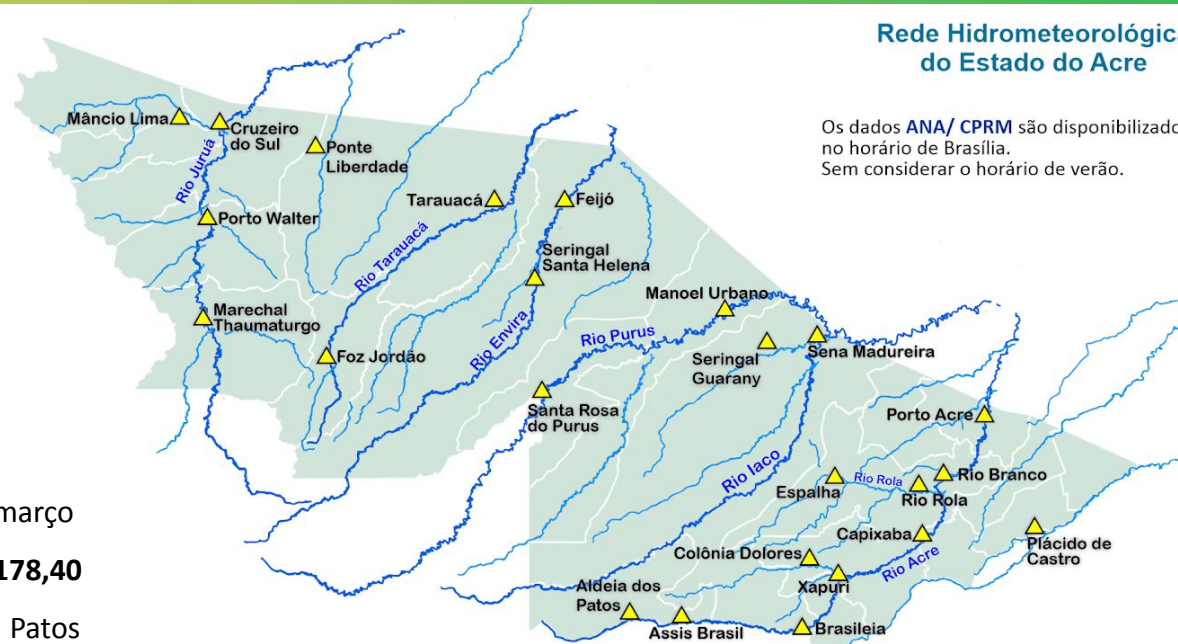 Rede Hidrometeorológica
do Estado do Acre
Os dados ANA/ CPRM são disponibilizado
no horário de Brasília.
Sem considerar o horário de verão.
Mâncio Lima
Cruzeiro
do Sul
Ponte
Liberdade
Rio Juruá
Porto Walter
Tarauacá
Feijó
Rio Tarauacá
Seringal
Santa Helena
Marechal
Thaumaturgo
Foz Jordão
Rio Envira
Manoel Urbano
Rio Purus
Seringal
Guarany
Sena Madureira
Santa Rosa
do Purus
Porto Acre
Rio Iaco
Espalha
Rio Rola
Rio Rola
Rio Branco
Capixaba
Plácido de
Castro
Colônia Dolores
Rio Acre
Xapuri
Aldeia dos
Patos
Assis Brasil
Brasileia
março
178,40
Patos